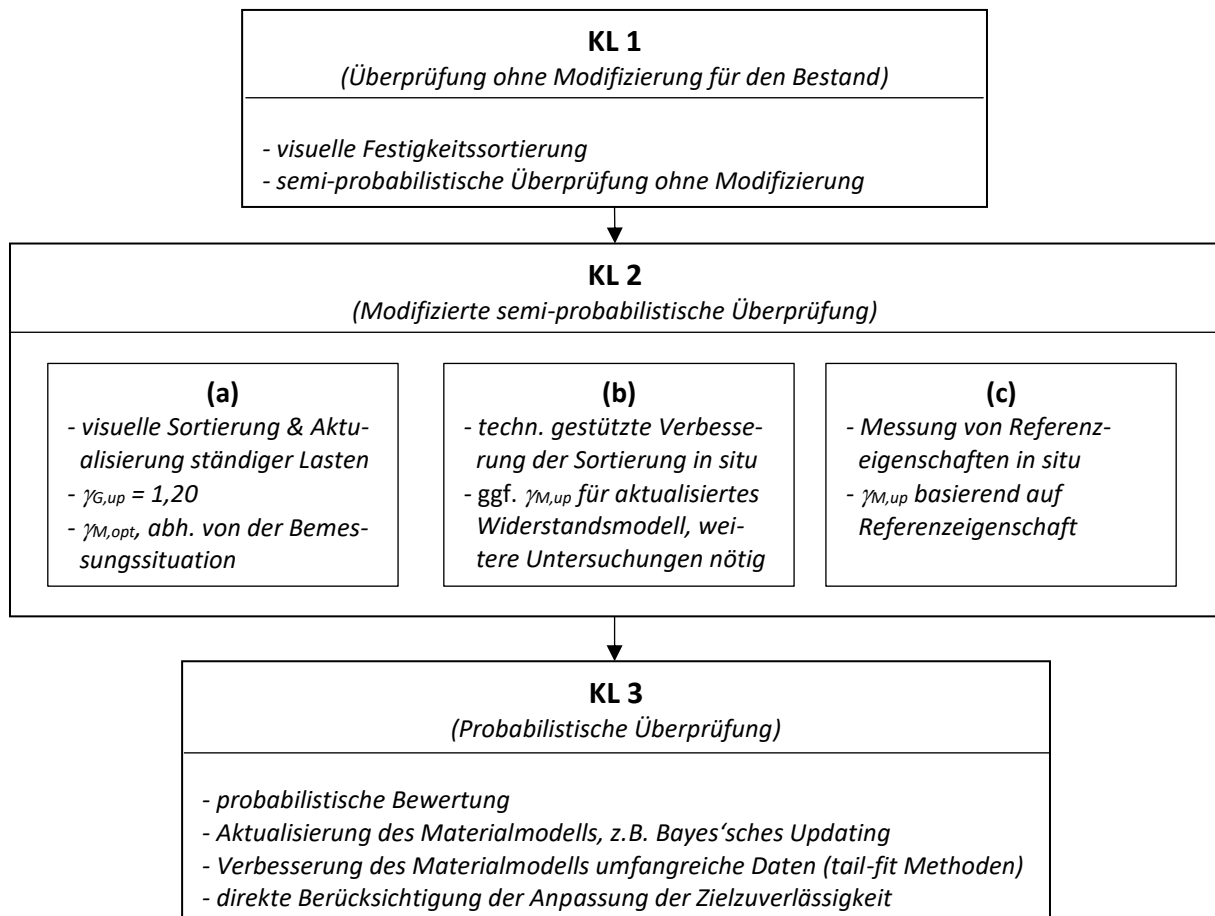 KL 1
(Überprüfung ohne Modifizierung für den Bestand)
- visuelle Festigkeitssortierung
- semi-probabilistische Überprüfung ohne Modifizierung
KL 2
(Modifizierte semi-probabilistische Überprüfung)
(a)
- visuelle Sortierung & Aktu-
alisierung ständiger Lasten
- γG,up = 1,20
- γM,opt, abh. von der Bemes-
sungssituation
(b)
- techn. gestützte Verbesse-
rung der Sortierung in situ
- ggf. γM,up für aktualisiertes
Widerstandsmodell, wei-
tere Untersuchungen nötig
(c)
- Messung von Referenz-
eigenschaften in situ
- γM,up basierend auf
Referenzeigenschaft
KL 3
(Probabilistische Überprüfung)
- probabilistische Bewertung
- Aktualisierung des Materialmodells, z.B. Bayes‘sches Updating
- Verbesserung des Materialmodells umfangreiche Daten (tail-fit Methoden)
- direkte Berücksichtigung der Anpassung der Zielzuverlässigkeit